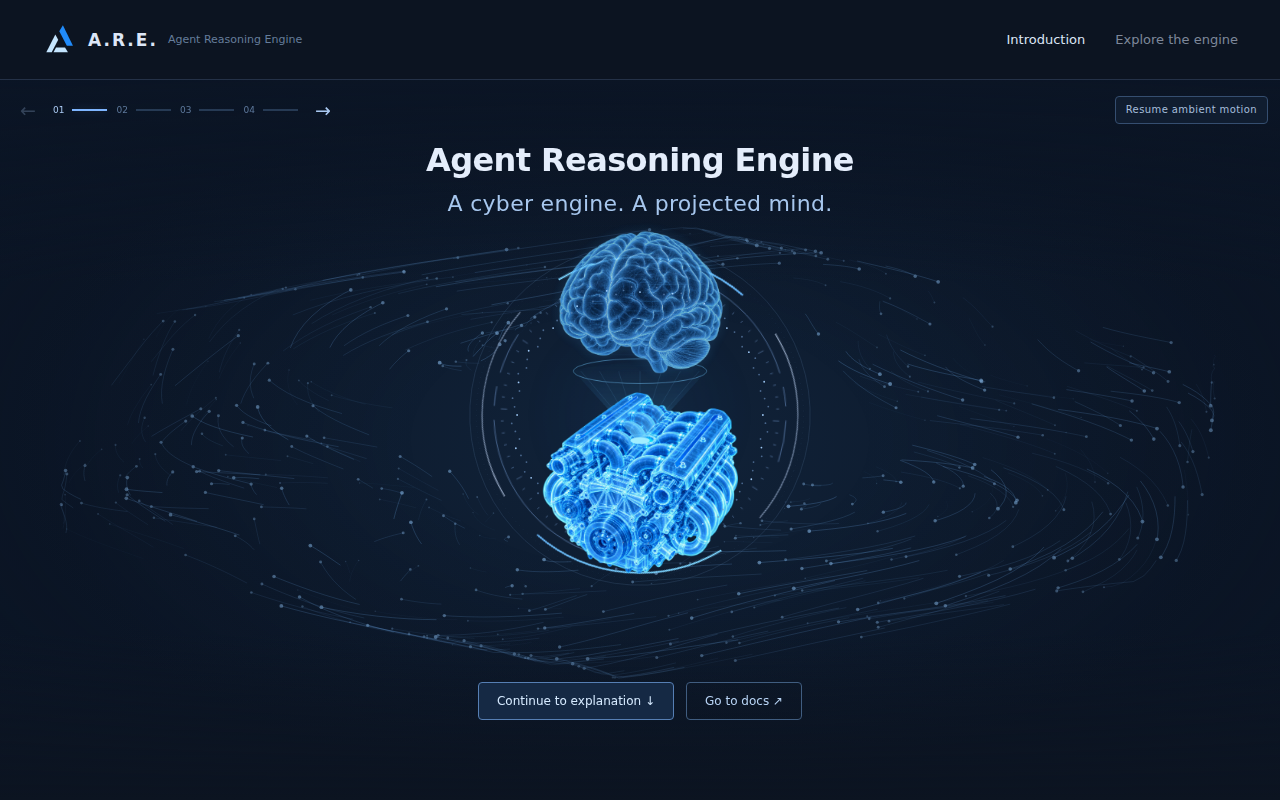 A.R.E. Agent Reasoning Engine
Introduction Explore the engine
← 01 02 03 04 →
Resume ambient motion
Agent Reasoning Engine
A cyber engine. A projected mind.
Continue to explanation ↓
Go to docs ↗